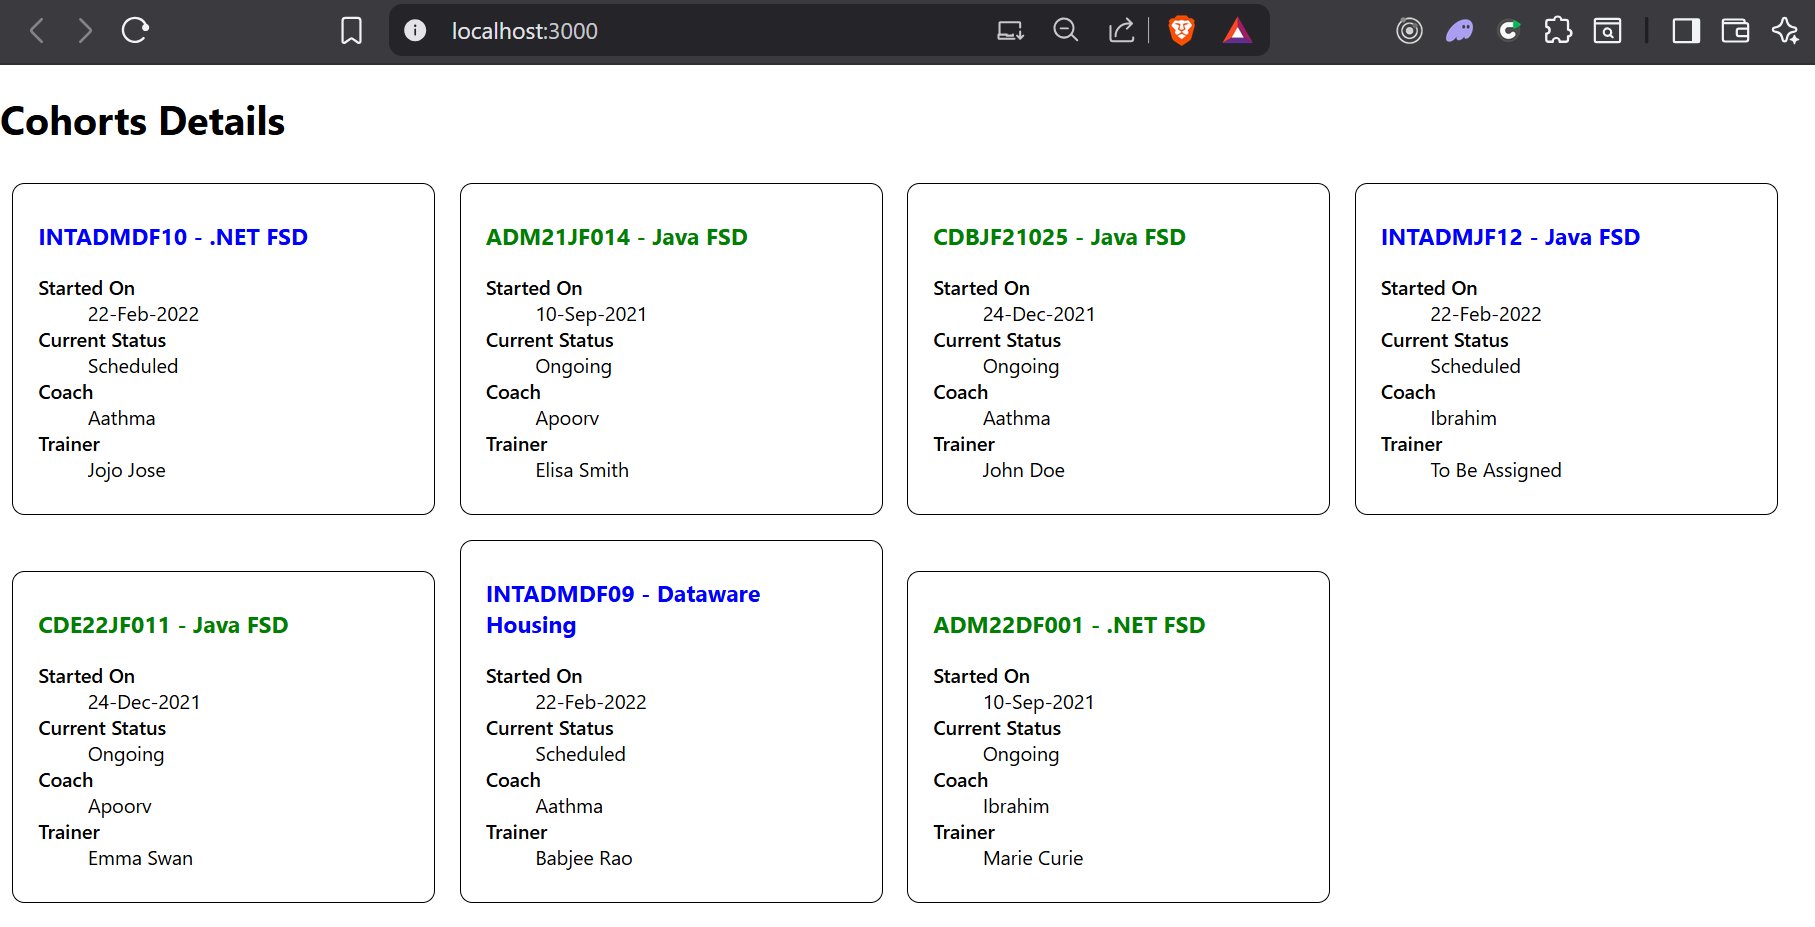 localhost:3000
Cohorts Details
INTADMDF10 - .NET FSD
Started On
22-Feb-2022
Current Status
Scheduled
Coach
Aathma
Trainer
Jojo Jose
ADM21JF014 - Java FSD
Started On
10-Sep-2021
Current Status
Ongoing
Coach
Apoorv
Trainer
Elisa Smith
CDBJF21025 - Java FSD
Started On
24-Dec-2021
Current Status
Ongoing
Coach
Aathma
Trainer
John Doe
INTADMJF12 - Java FSD
Started On
22-Feb-2022
Current Status
Scheduled
Coach
Ibrahim
Trainer
To Be Assigned
CDE22JF011 - Java FSD
Started On
24-Dec-2021
Current Status
Ongoing
Coach
Apoorv
Trainer
Emma Swan
INTADMDF09 - Dataware
Housing
Started On
22-Feb-2022
Current Status
Scheduled
Coach
Aathma
Trainer
Babjee Rao
ADM22DF001 - .NET FSD
Started On
10-Sep-2021
Current Status
Ongoing
Coach
Ibrahim
Trainer
Marie Curie